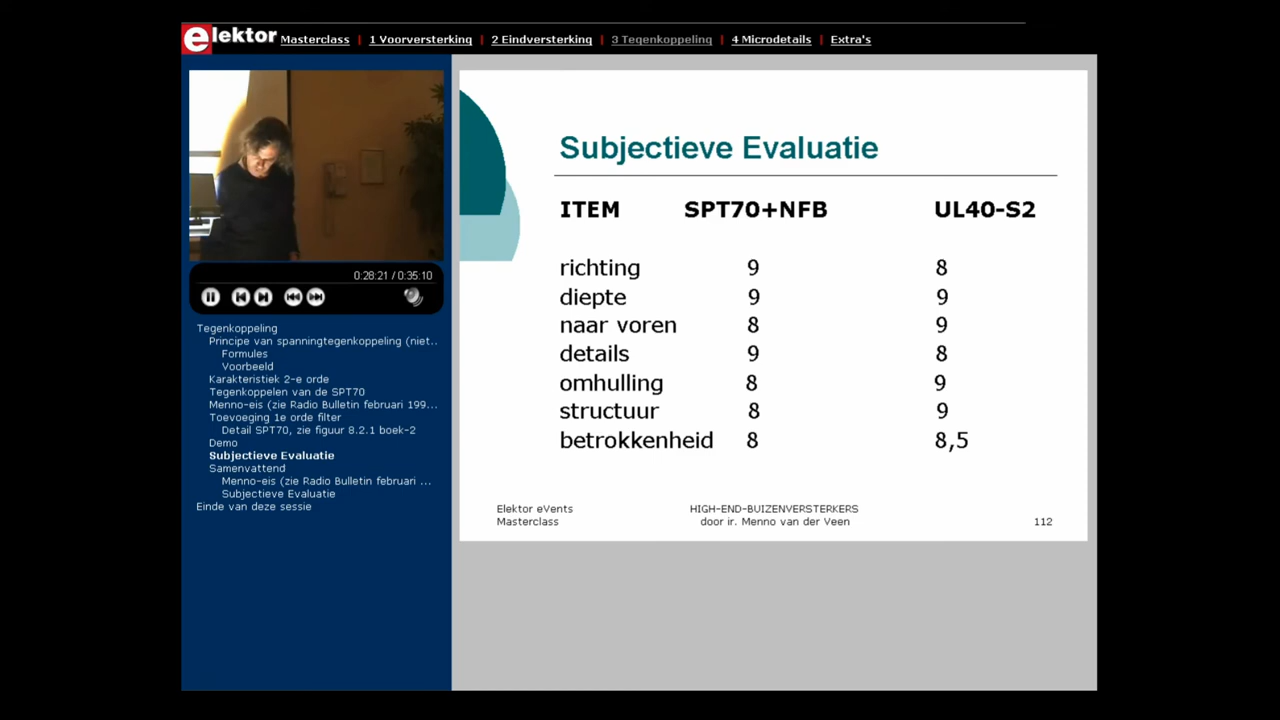 elektor Masterclass | 1 Voorversterking | 2 Eindversterking | 3 Tegenkoppeling | 4 Microdetails | Extra's
0:28:21 / 0:35:10
Tegenkoppeling
Principe van spanningtegenkoppeling (niet..
Formules
Voorbeeld
Karakteristiek 2-e orde
Tegenkoppelen van de SPT70
Menno-eis (zie Radio Bulletin februari 199...
Toevoeging 1e orde filter
Detail SPT70, zie figuur 8.2.1 boek-2
Demo
Subjectieve Evaluatie
Samenvattend
Menno-eis (zie Radio Bulletin februari ...
Subjectieve Evaluatie
Einde van deze sessie
Subjectieve Evaluatie
ITEM SPT70+NFB UL40-S2
richting 9 8
diepte 9 9
naar voren 8 9
details 9 8
omhulling 8 9
structuur 8 9
betrokkenheid 8 8,5
Elektor eVents HIGH-END-BUIZENVERSTERKERS
Masterclass door ir. Menno van der Veen 112